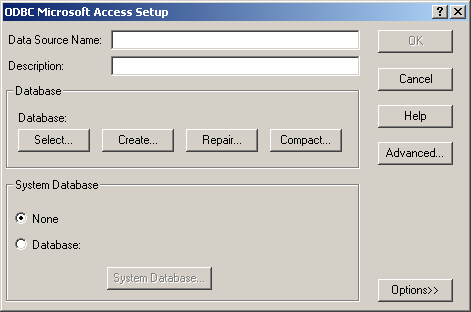 ODBC Microsoft Access Setup
Data Source Name:
OK
Description:
Cancel
Database
Help
Database:
Select...
Create...
Repair...
Compact...
Advanced...
System Database
None
Database:
System Database...
Options>>